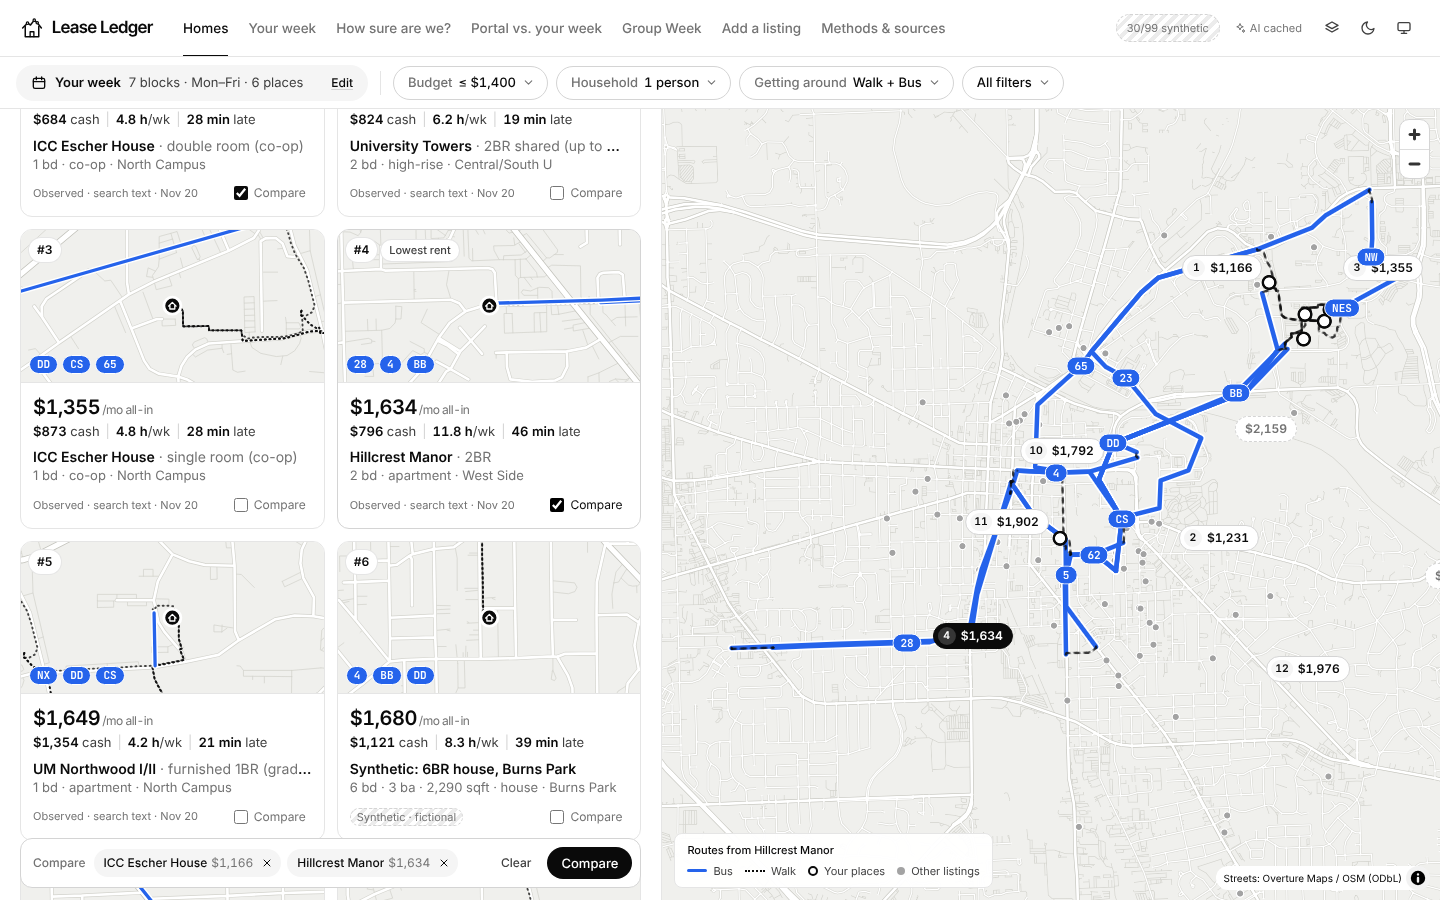 Lease Ledger
Homes
Your week
How sure are we?
Portal vs. your week
Group Week
Add a listing
Methods & sources
30/99 synthetic
AI cached
Your week 7 blocks · Mon–Fri · 6 places Edit
Budget ≤ $1,400
Household 1 person
Getting around Walk + Bus
All filters
$684 cash 4.8 h/wk 28 min late
ICC Escher House · double room (co-op)
1 bd · co-op · North Campus
Observed · search text · Nov 20 Compare
$824 cash 6.2 h/wk 19 min late
University Towers · 2BR shared (up to ...
2 bd · high-rise · Central/South U
Observed · search text · Nov 20 Compare
#3
DD CS 65
$1,355 /mo all-in
$873 cash 4.8 h/wk 28 min late
ICC Escher House · single room (co-op)
1 bd · co-op · North Campus
Observed · search text · Nov 20 Compare
#4 Lowest rent
28 4 BB
$1,634 /mo all-in
$796 cash 11.8 h/wk 46 min late
Hillcrest Manor · 2BR
2 bd · apartment · West Side
Observed · search text · Nov 20 Compare
#5
NX DD CS
$1,649 /mo all-in
$1,354 cash 4.2 h/wk 21 min late
UM Northwood I/II · furnished 1BR (grad...
1 bd · apartment · North Campus
Observed · search text · Nov 20 Compare
#6
4 BB DD
$1,680 /mo all-in
$1,121 cash 8.3 h/wk 39 min late
Synthetic: 6BR house, Burns Park
6 bd · 3 ba · 2,290 sqft · house · Burns Park
Synthetic · fictional Compare
Compare ICC Escher House $1,166 × Hillcrest Manor $1,634 × Clear Compare
+
−
NW
1 $1,166
3 $1,355
NES
65
23
BB
$2,159
DD
10 $1,792
4
11 $1,902
CS
2 $1,231
62
5
28
4 $1,634
12 $1,976
Routes from Hillcrest Manor
Bus Walk Your places Other listings
Streets: Overture Maps / OSM (ODbL)